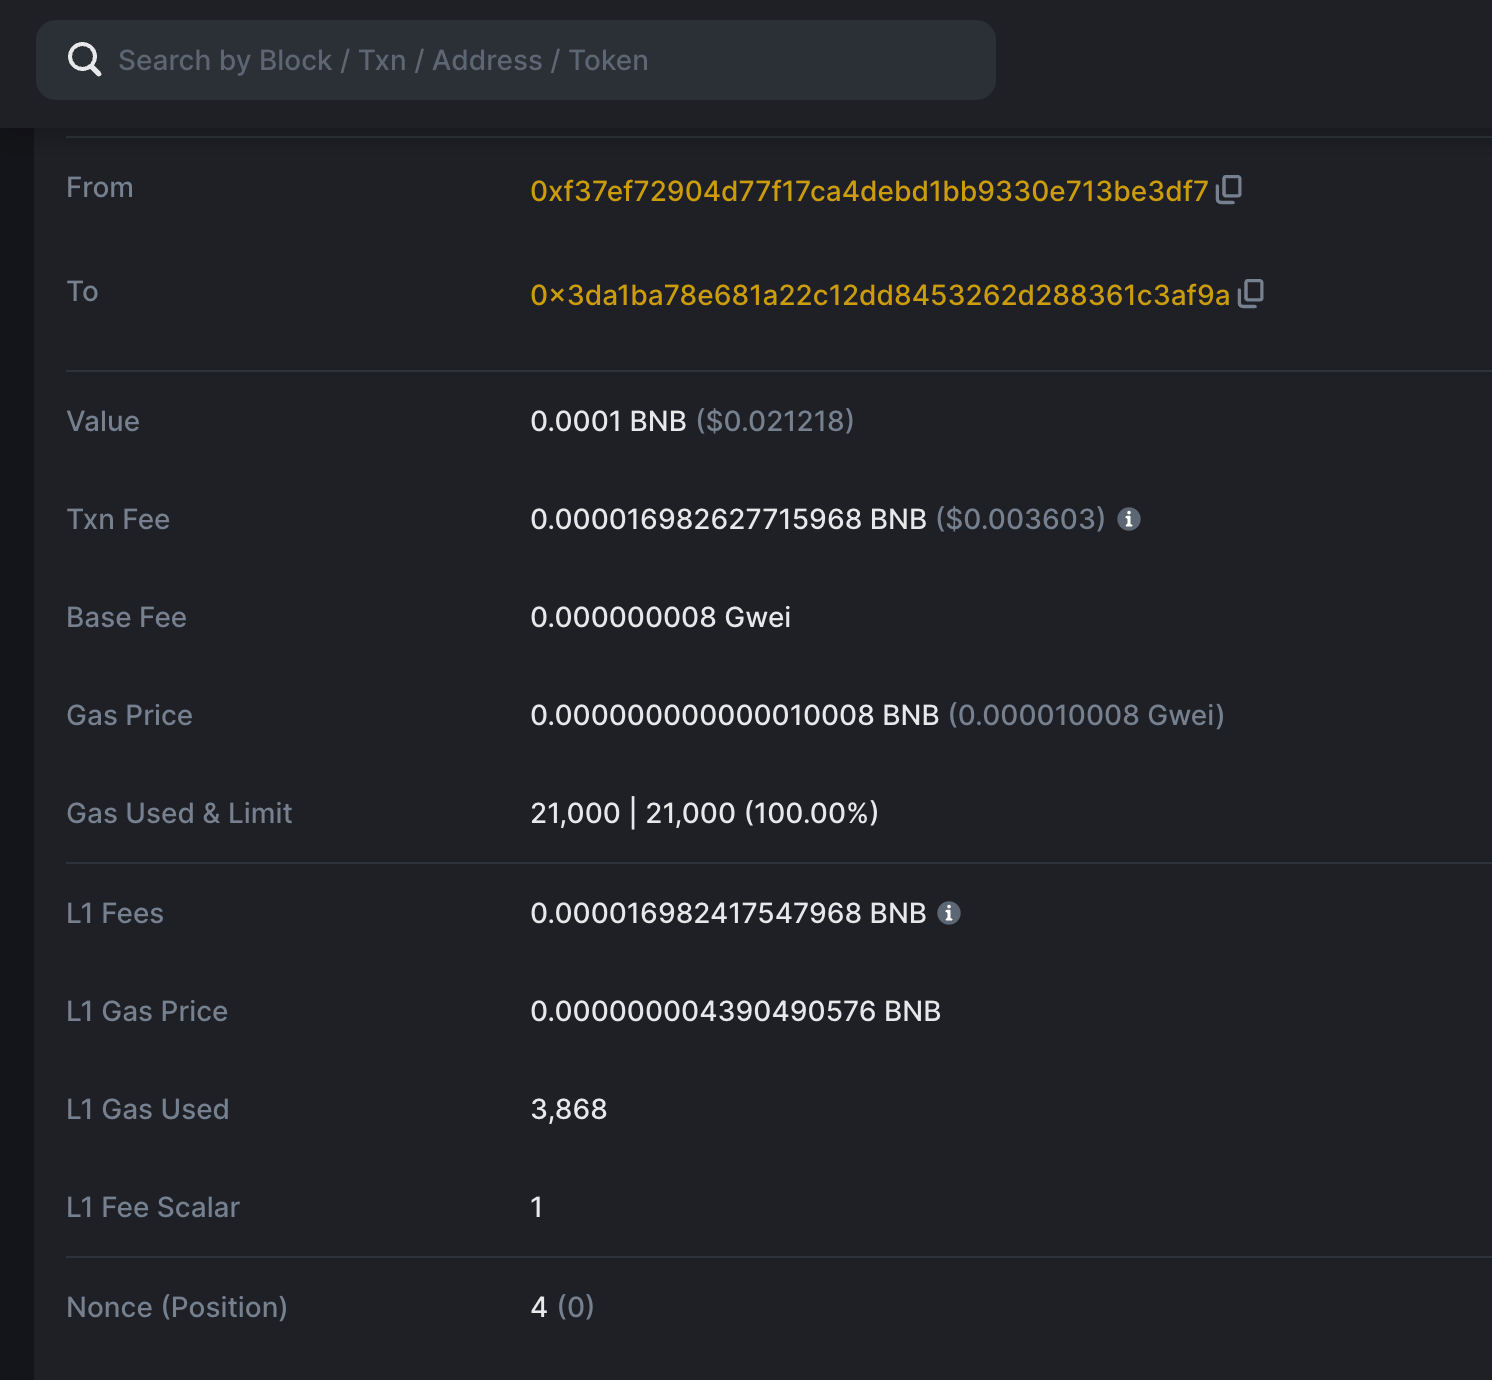 Search by Block / Txn / Address / Token
From 0xf37ef72904d77f17ca4debd1bb9330e713be3df7
To 0x3da1ba78e681a22c12dd8453262d288361c3af9a
Value 0.0001 BNB ($0.021218)
Txn Fee 0.000016982627715968 BNB ($0.003603)
Base Fee 0.000000008 Gwei
Gas Price 0.000000000000010008 BNB (0.000010008 Gwei)
Gas Used & Limit 21,000 | 21,000 (100.00%)
L1 Fees 0.000016982417547968 BNB
L1 Gas Price 0.000000004390490576 BNB
L1 Gas Used 3,868
L1 Fee Scalar 1
Nonce (Position) 4 (0)